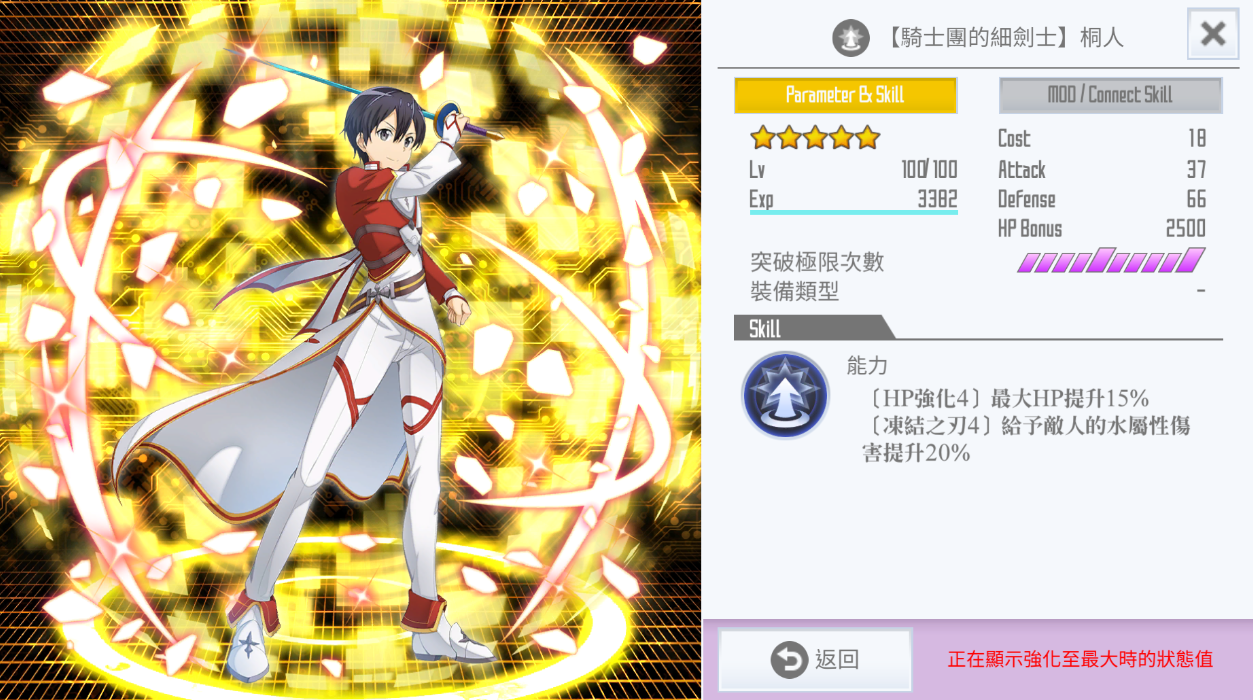 【騎士團的細劍士】桐人
Parameter & Skill
MOD / Connect Skill
Lv 100/100
Exp 3382
Cost 18
Attack 37
Defense 66
HP Bonus 2500
突破極限次數
裝備類型 -
Skill
能力
〔HP強化4〕最大HP提升15%
〔凍結之刃4〕給予敵人的水屬性傷
害提升20%
返回
正在顯示強化至最大時的狀態值